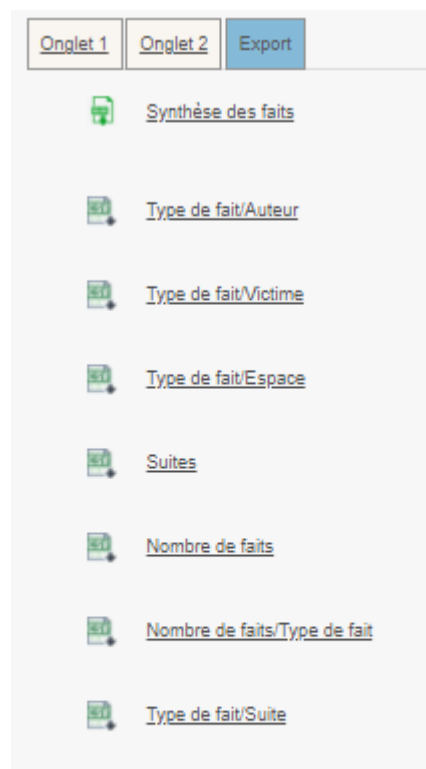 Onglet 1 Onglet 2 Export
Synthèse des faits
Type de fait/Auteur
Type de fait/Victime
Type de fait/Espace
Suites
Nombre de faits
Nombre de faits/Type de fait
Type de fait/Suite